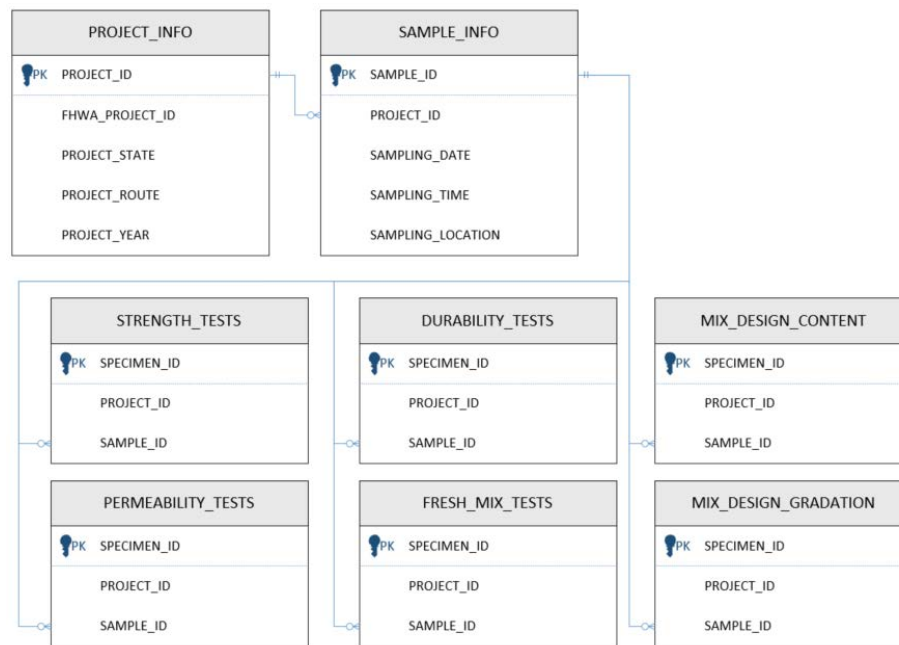 PROJECT_INFO
PK PROJECT_ID
FHWA_PROJECT_ID
PROJECT_STATE
PROJECT_ROUTE
PROJECT_YEAR
SAMPLE_INFO
PK SAMPLE_ID
PROJECT_ID
SAMPLING_DATE
SAMPLING_TIME
SAMPLING_LOCATION
STRENGTH_TESTS
PK SPECIMEN_ID
PROJECT_ID
SAMPLE_ID
DURABILITY_TESTS
PK SPECIMEN_ID
PROJECT_ID
SAMPLE_ID
MIX_DESIGN_CONTENT
PK SPECIMEN_ID
PROJECT_ID
SAMPLE_ID
PERMEABILITY_TESTS
PK SPECIMEN_ID
PROJECT_ID
SAMPLE_ID
FRESH_MIX_TESTS
PK SPECIMEN_ID
PROJECT_ID
SAMPLE_ID
MIX_DESIGN_GRADATION
PK SPECIMEN_ID
PROJECT_ID
SAMPLE_ID